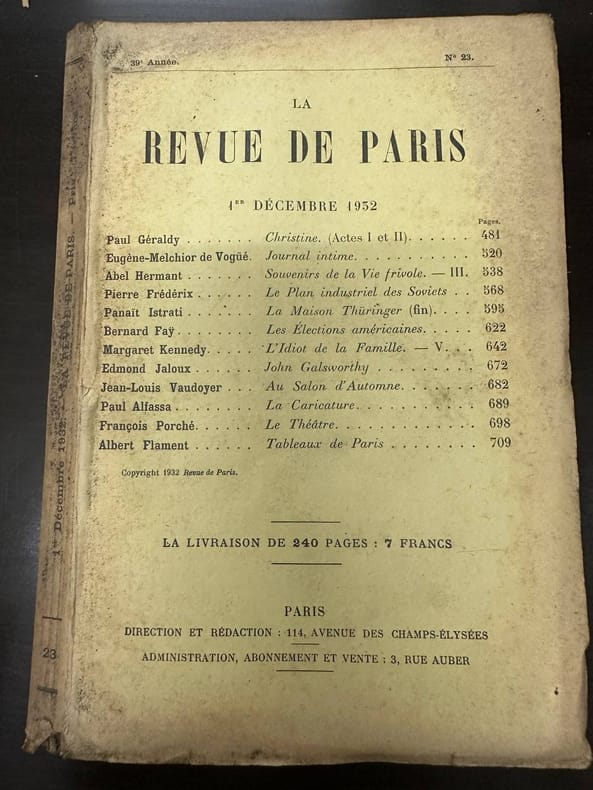 39ᵉ Année. Nº 23.
LA
REVUE DE PARIS
1ᵉʳ DÉCEMBRE 1932
Pages.
Paul Géraldy . . . . . . . Christine. (Actes I et II). . . . . . 481
Eugène-Melchior de Vogüé. Journal intime. . . . . . . . . . . 520
Abel Hermant . . . . . . Souvenirs de la Vie frivole. — III. 538
Pierre Frédérix . . . . . . Le Plan industriel des Soviets . . 568
Panaït Istrati . . . . . . . La Maison Thüringer (fin). . . . 595
Bernard Faÿ . . . . . . . Les Élections américaines. . . . . 622
Margaret Kennedy. . . . . L'Idiot de la Famille. — V. . . 642
Edmond Jaloux . . . . . . John Galsworthy . . . . . . . . . 672
Jean-Louis Vaudoyer . . . Au Salon d'Automne. . . . . . . 682
Paul Alfassa . . . . . . . . La Caricature. . . . . . . . . . . 689
François Porché. . . . . . Le Théâtre. . . . . . . . . . . . . 698
Albert Flament . . . . . . Tableaux de Paris . . . . . . . . 709
Copyright 1932 Revue de Paris.
LA LIVRAISON DE 240 PAGES : 7 FRANCS
PARIS
DIRECTION ET RÉDACTION : 114, AVENUE DES CHAMPS-ÉLYSÉES
ADMINISTRATION, ABONNEMENT ET VENTE : 3, RUE AUBER
1ᵉʳ Décembre 1932. LA REVUE DE PARIS. —
23